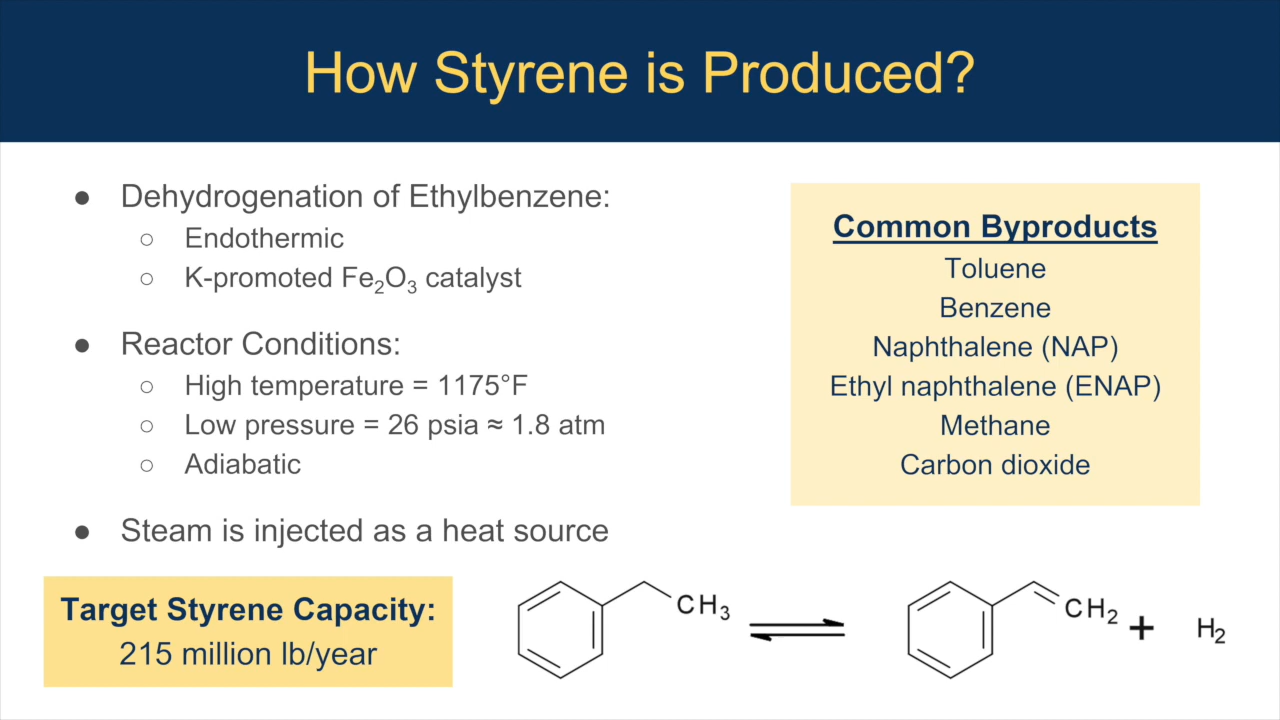 How Styrene is Produced?
● Dehydrogenation of Ethylbenzene:
○ Endothermic
○ K-promoted Fe₂O₃ catalyst
● Reactor Conditions:
○ High temperature = 1175°F
○ Low pressure = 26 psia ≈ 1.8 atm
○ Adiabatic
● Steam is injected as a heat source
Common Byproducts
Toluene
Benzene
Naphthalene (NAP)
Ethyl naphthalene (ENAP)
Methane
Carbon dioxide
Target Styrene Capacity:
215 million lb/year
CH₃ ⇌ CH₂ + H₂